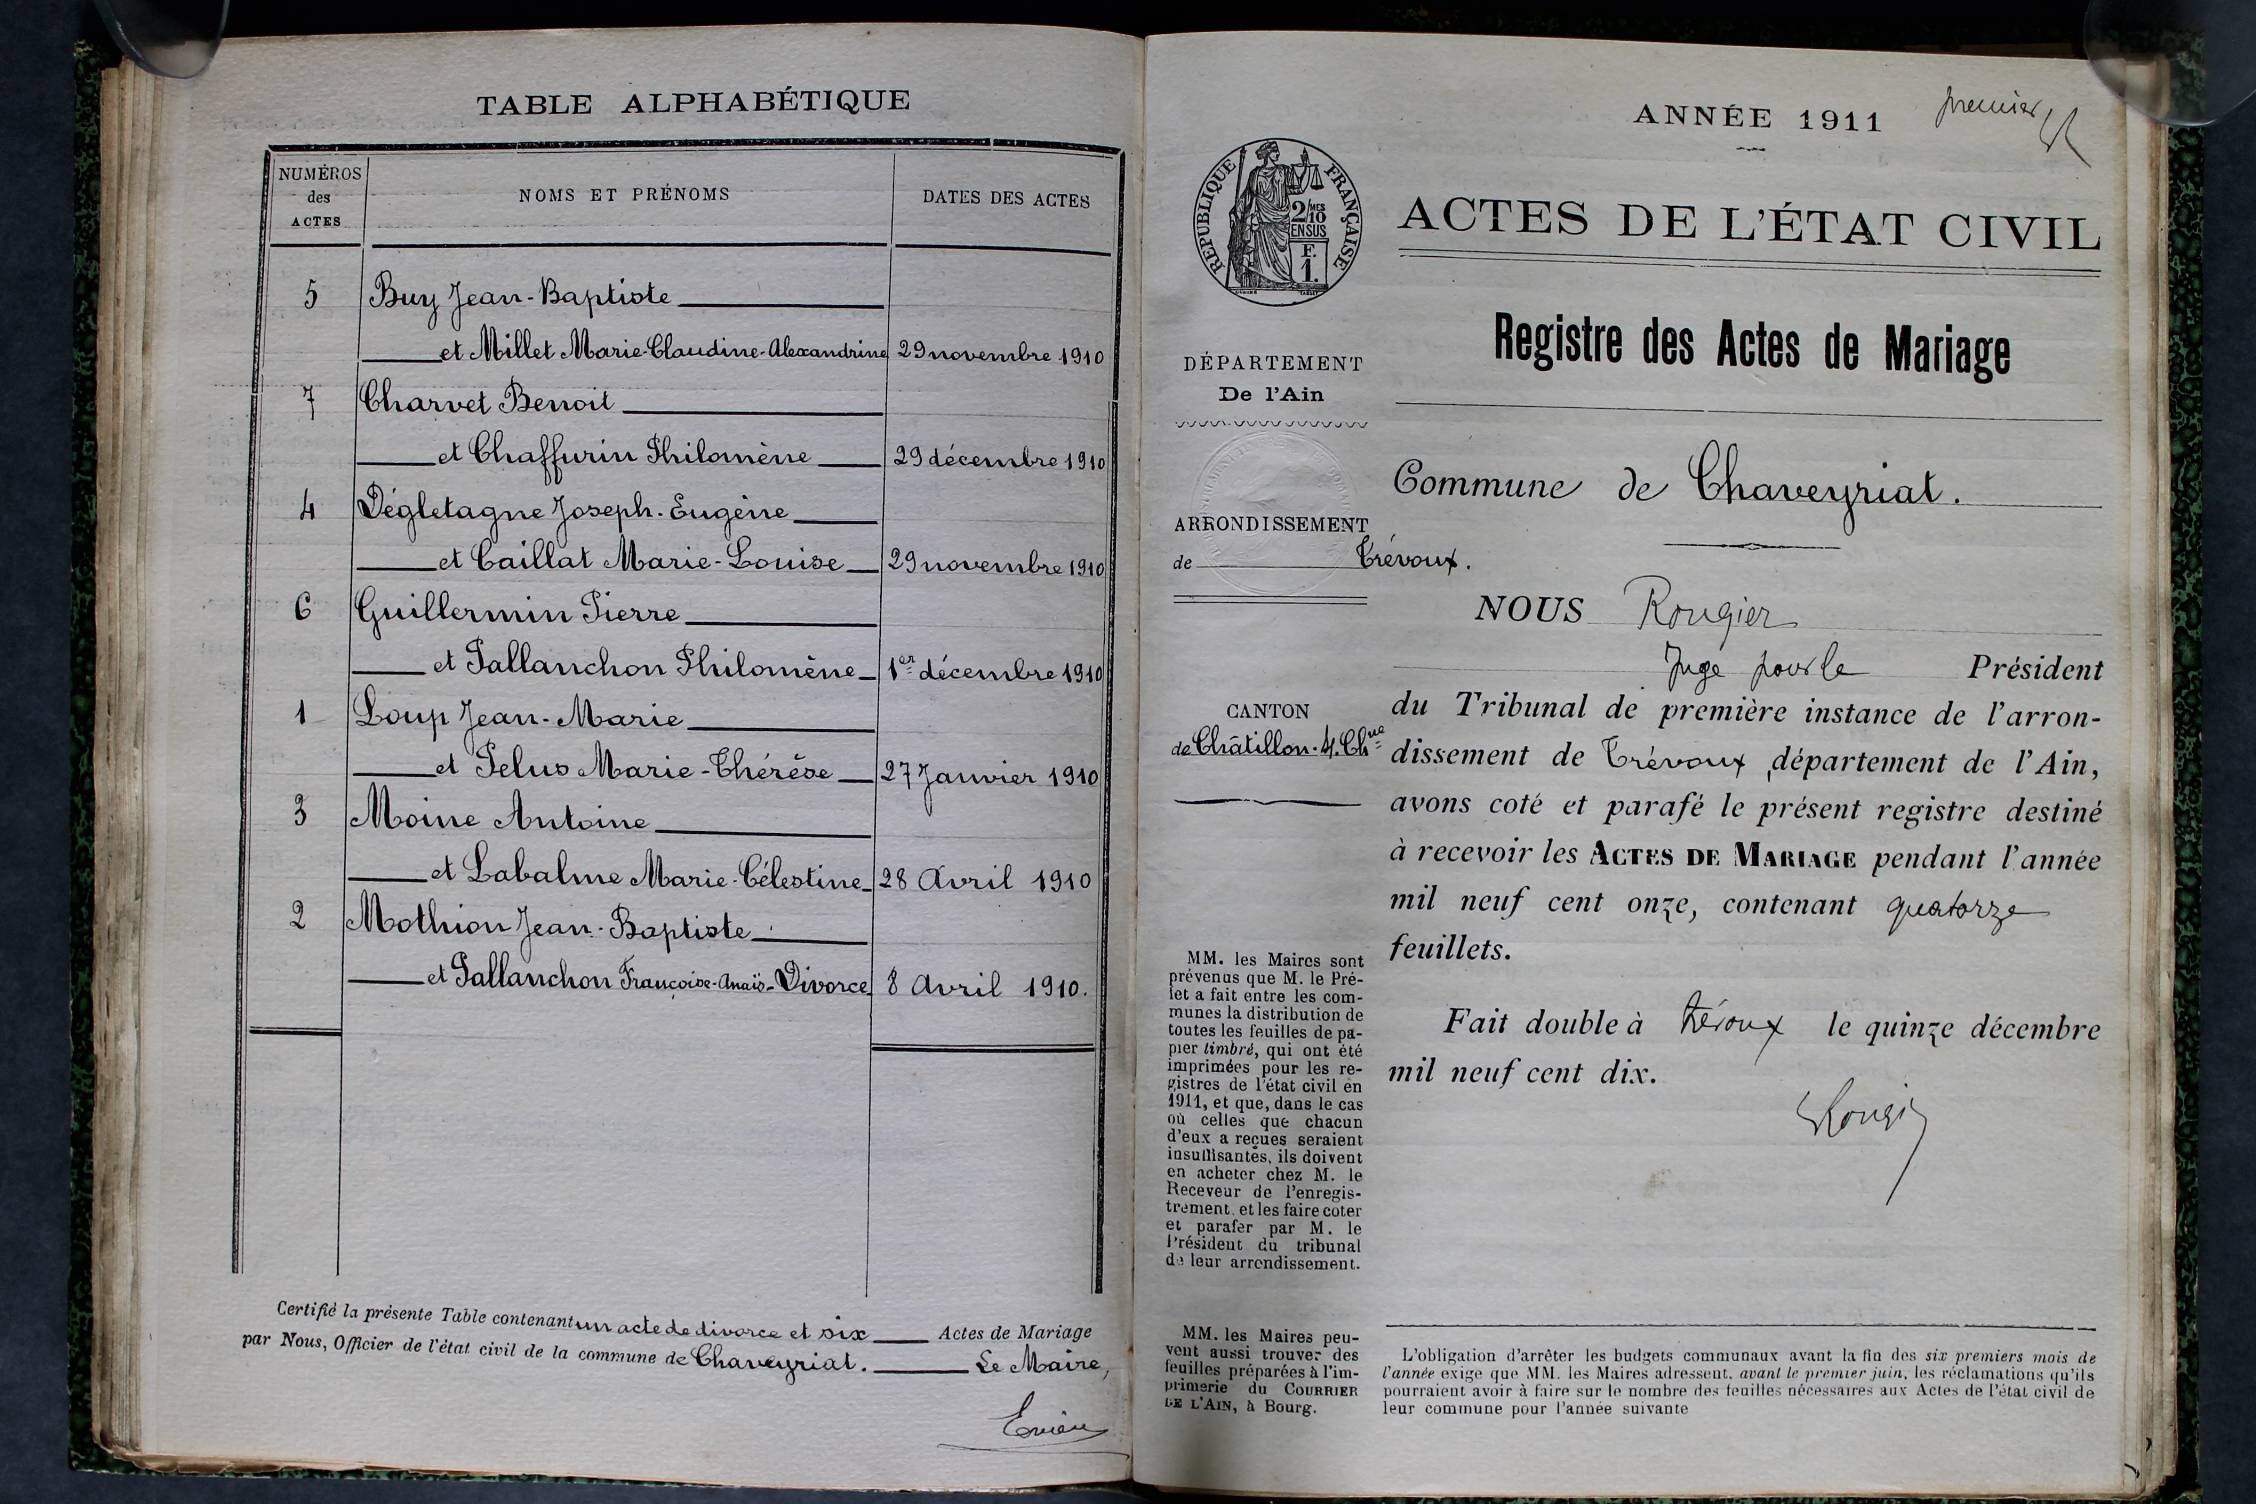 TABLE ALPHABÉTIQUE
NUMÉROS
des
ACTES
NOMS ET PRÉNOMS
DATES DES ACTES
5 Buy Jean-Baptiste
et Millet Marie-Claudine-Alexandrine 29 novembre 1910
7 Charvet Benoit
et Chaffurin Philomène 29 décembre 1910
4 Dégletagne Joseph-Eugène
et Caillat Marie-Louise 29 novembre 1910
6 Guillermin Pierre
et Pallanchon Philomène 1er décembre 1910
1 Loup Jean-Marie
et Pelus Marie-Thérèse 27 Janvier 1910
3 Moine Antoine
et Labalme Marie-Célestine 28 Avril 1910
2 Mothion Jean-Baptiste
et Pallanchon Françoise-Anaïs-Divorce 8 Avril 1910.
Certifié la présente Table contenant un acte de divorce et six Actes de Mariage
par Nous, Officier de l'état civil de la commune de Chaveyriat. Le Maire,
ANNÉE 1911
premier
RÉPUBLIQUE FRANÇAISE
2/10 MES
EN SUS
F.
1.
ACTES DE L'ÉTAT CIVIL
Registre des Actes de Mariage
DÉPARTEMENT
De l'Ain
ARRONDISSEMENT
de Trévoux.
CANTON
de Châtillon-s/-Chne
MM. les Maires sont
prévenus que M. le Pré-
fet a fait entre les com-
munes la distribution de
toutes les feuilles de pa-
pier timbré, qui ont été
imprimées pour les re-
gistres de l'état civil en
1911, et que, dans le cas
où celles que chacun
d'eux a reçues seraient
insuffisantes, ils doivent
en acheter chez M. le
Receveur de l'enregis-
trement, et les faire coter
et parafer par M. le
Président du tribunal
de leur arrondissement.
MM. les Maires peu-
vent aussi trouver des
feuilles préparées à l'im-
primerie du COURRIER
DE L'AIN, à Bourg.
Commune de Chaveyriat.
NOUS Rougier
Juge pour le Président
du Tribunal de première instance de l'arron-
dissement de Trévoux, département de l'Ain,
avons coté et parafé le présent registre destiné
à recevoir les ACTES DE MARIAGE pendant l'année
mil neuf cent onze, contenant quatorze
feuillets.
Fait double à Trévoux le quinze décembre
mil neuf cent dix.
L'obligation d'arrêter les budgets communaux avant la fin des six premiers mois de
l'année exige que MM. les Maires adressent, avant le premier juin, les réclamations qu'ils
pourraient avoir à faire sur le nombre des feuilles nécessaires aux Actes de l'état civil de
leur commune pour l'année suivante